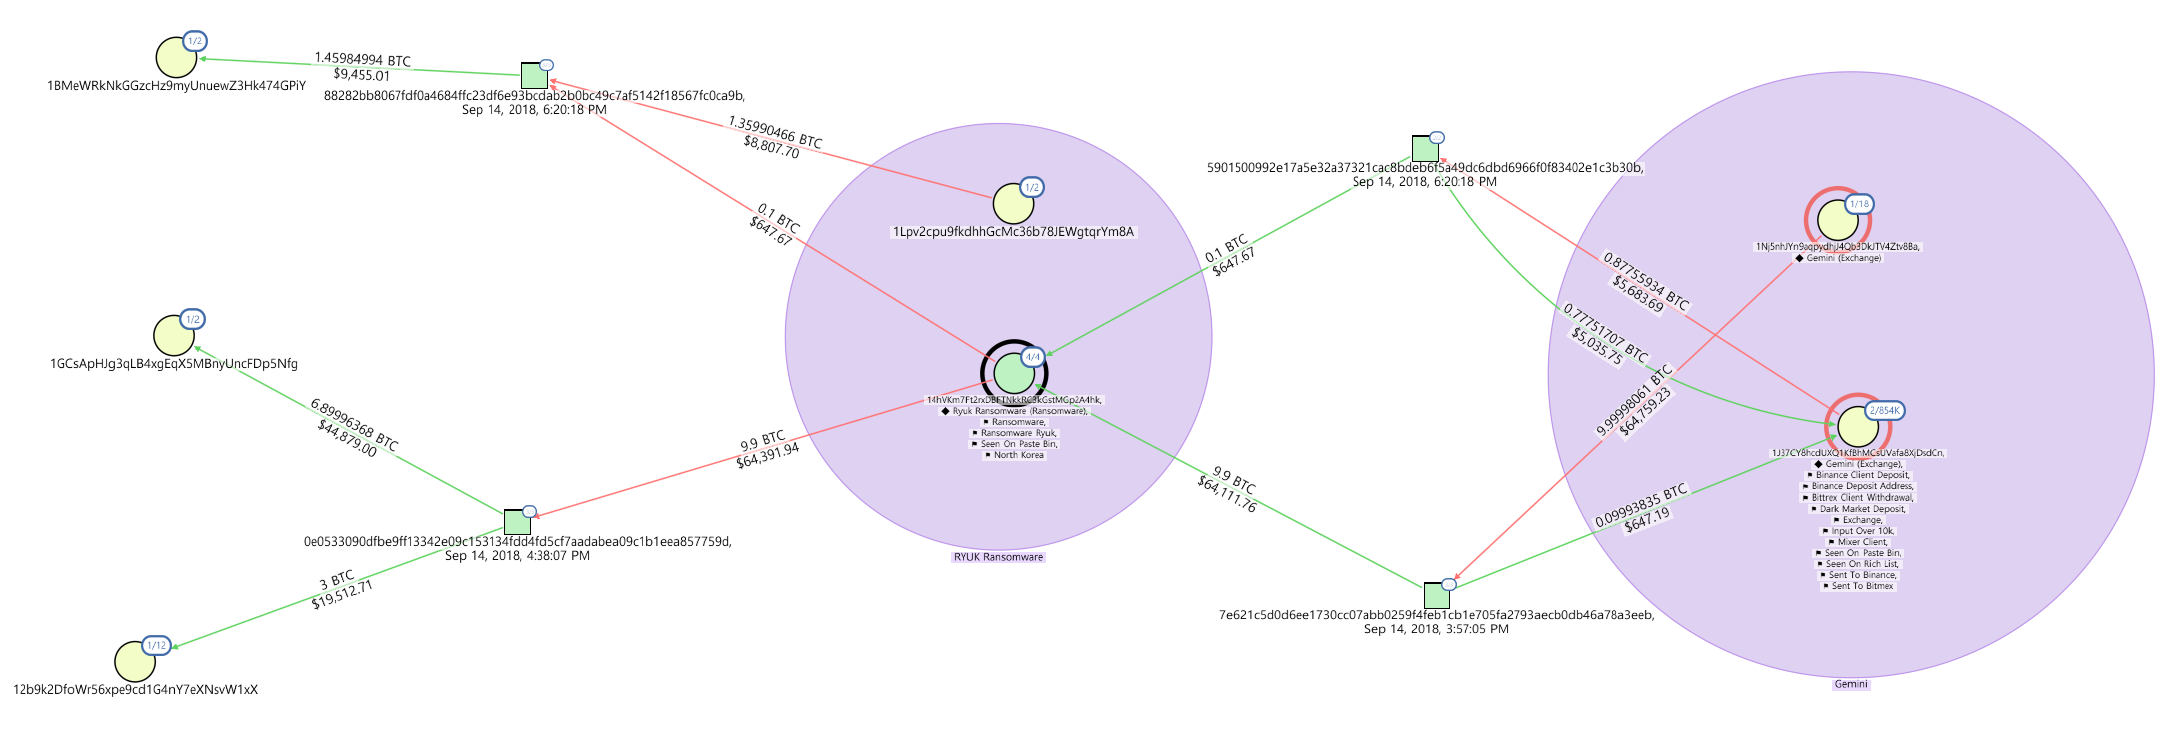 1/2
1BMeWRkNkGGzcHz9myUnuewZ3Hk474GPiY
1.45984994 BTC
$9,455.01
88282bb8067fdf0a4684ffc23df6e93bcdab2b0bc49c7af5142f18567fc0ca9b,
Sep 14, 2018, 6:20:18 PM
1.35990466 BTC
$8,807.70
0.1 BTC
$647.67
1/2
1Lpv2cpu9fkdhhGcMc36b78JEWgtqrYm8A
5901500992e17a5e32a37321cac8bdeb6f5a49dc6dbd6966f0f83402e1c3b30b,
Sep 14, 2018, 6:20:18 PM
0.1 BTC
$647.67
0.87755934 BTC
$5,683.69
0.77751707 BTC
$5,035.75
1/18
1Nj5nhJYn9aqpydhjJ4Qb3DkJTV4Ztv8Ba,
◆ Gemini (Exchange)
9.99998061 BTC
$64,759.23
1/2
1GCsApHJg3qLB4xgEqX5MBnyUncFDp5Nfg
6.89996368 BTC
$44,879.00
4/4
14hVKm7Ft2rxDBFTNkkRC3kGstMGp2A4hk,
◆ Ryuk Ransomware (Ransomware),
⚑ Ransomware,
⚑ Ransomware Ryuk,
⚑ Seen On Paste Bin,
⚑ North Korea
9.9 BTC
$64,391.94
9.9 BTC
$64,111.76
RYUK Ransomware
2/854K
1J37CY8hcdUXQ1KfBhMCsUVafa8XjDsdCn,
◆ Gemini (Exchange),
⚑ Binance Client Deposit,
⚑ Binance Deposit Address,
⚑ Bittrex Client Withdrawal,
⚑ Dark Market Deposit,
⚑ Exchange,
⚑ Input Over 10k,
⚑ Mixer Client,
⚑ Seen On Paste Bin,
⚑ Seen On Rich List,
⚑ Sent To Binance,
⚑ Sent To Bitmex
0.09993835 BTC
$647.19
0e0533090dfbe9ff13342e09c153134fdd4fd5cf7aadabea09c1b1eea857759d,
Sep 14, 2018, 4:38:07 PM
3 BTC
$19,512.71
7e621c5d0d6ee1730cc07abb0259f4feb1cb1e705fa2793aecb0db46a78a3eeb,
Sep 14, 2018, 3:57:05 PM
1/12
12b9k2DfoWr56xpe9cd1G4nY7eXNsvW1xX
Gemini